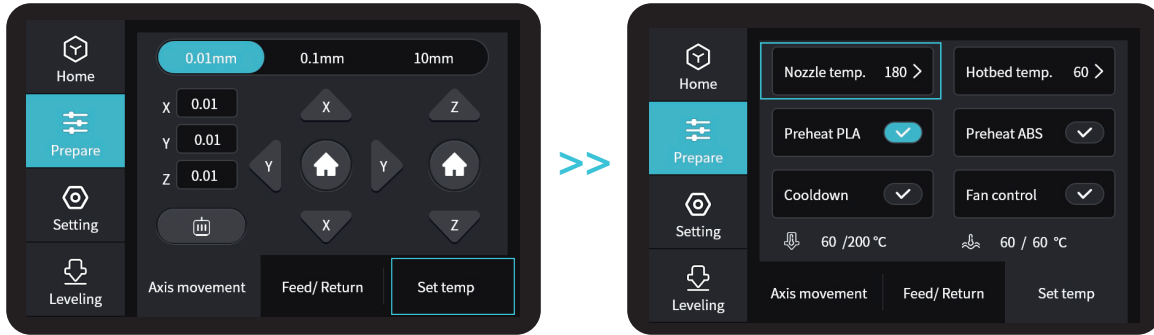 Home
Prepare
Setting
Leveling
0.01mm 0.1mm 10mm
X 0.01
Y 0.01
Z 0.01
X
Y Y
X
Z
Z
Axis movement Feed/ Return Set temp
>>
Home
Prepare
Setting
Leveling
Nozzle temp. 180 > Hotbed temp. 60 >
Preheat PLA Preheat ABS
Cooldown Fan control
60 /200 °C 60 / 60 °C
Axis movement Feed/ Return Set temp